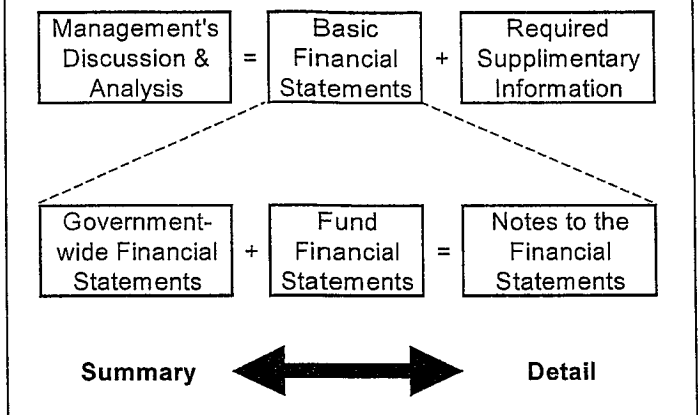 Management's
Discussion &
Analysis
=
Basic
Financial
Statements
+
Required
Supplimentary
Information
Government-
wide Financial
Statements
+
Fund
Financial
Statements
=
Notes to the
Financial
Statements
Summary
Detail